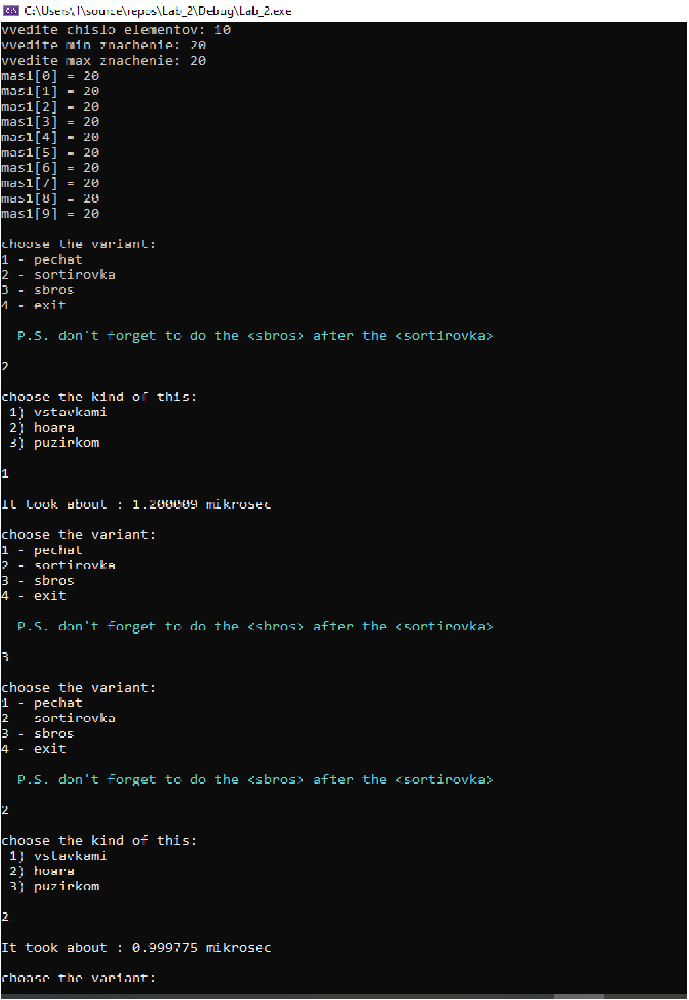 C:\Users\1\source\repos\Lab_2\Debug\Lab_2.exe
vvedite chislo elementov: 10
vvedite min znachenie: 20
vvedite max znachenie: 20
mas1[0] = 20
mas1[1] = 20
mas1[2] = 20
mas1[3] = 20
mas1[4] = 20
mas1[5] = 20
mas1[6] = 20
mas1[7] = 20
mas1[8] = 20
mas1[9] = 20
choose the variant:
1 - pechat
2 - sortirovka
3 - sbros
4 - exit
P.S. don't forget to do the <sbros> after the <sortirovka>
2
choose the kind of this:
1) vstavkami
2) hoara
3) puzirkom
1
It took about : 1.200009 mikrosec
choose the variant:
1 - pechat
2 - sortirovka
3 - sbros
4 - exit
P.S. don't forget to do the <sbros> after the <sortirovka>
3
choose the variant:
1 - pechat
2 - sortirovka
3 - sbros
4 - exit
P.S. don't forget to do the <sbros> after the <sortirovka>
2
choose the kind of this:
1) vstavkami
2) hoara
3) puzirkom
2
It took about : 0.999775 mikrosec
choose the variant: